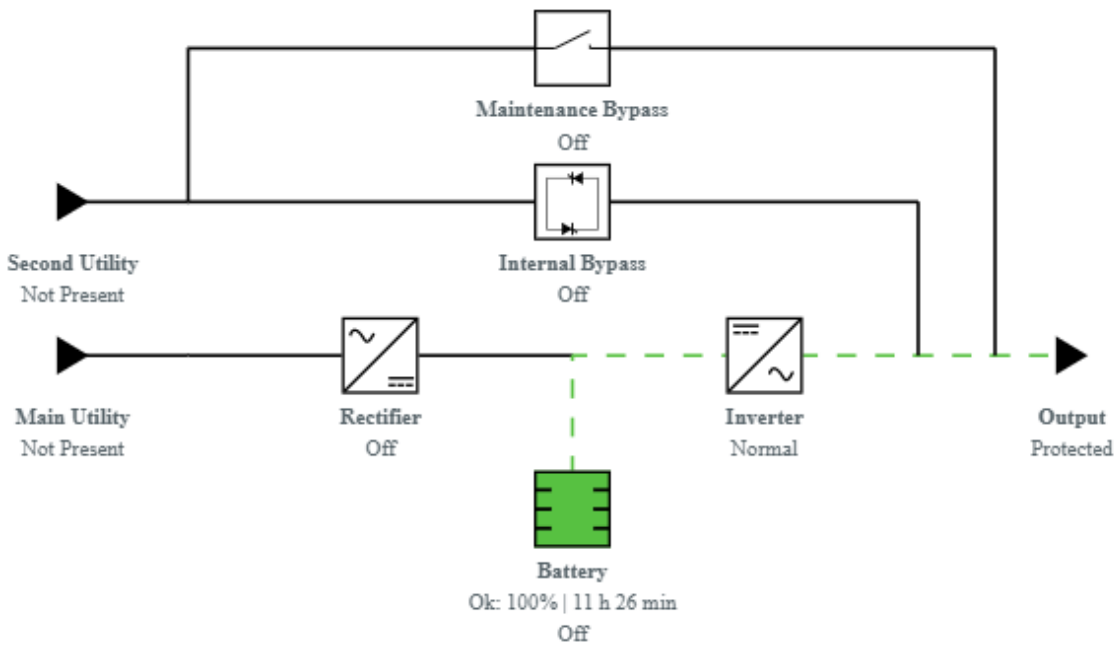 Maintenance Bypass
Off
Second Utility
Not Present
Internal Bypass
Off
Main Utility
Not Present
Rectifier
Off
Inverter
Normal
Output
Protected
Battery
Ok: 100% | 11 h 26 min
Off